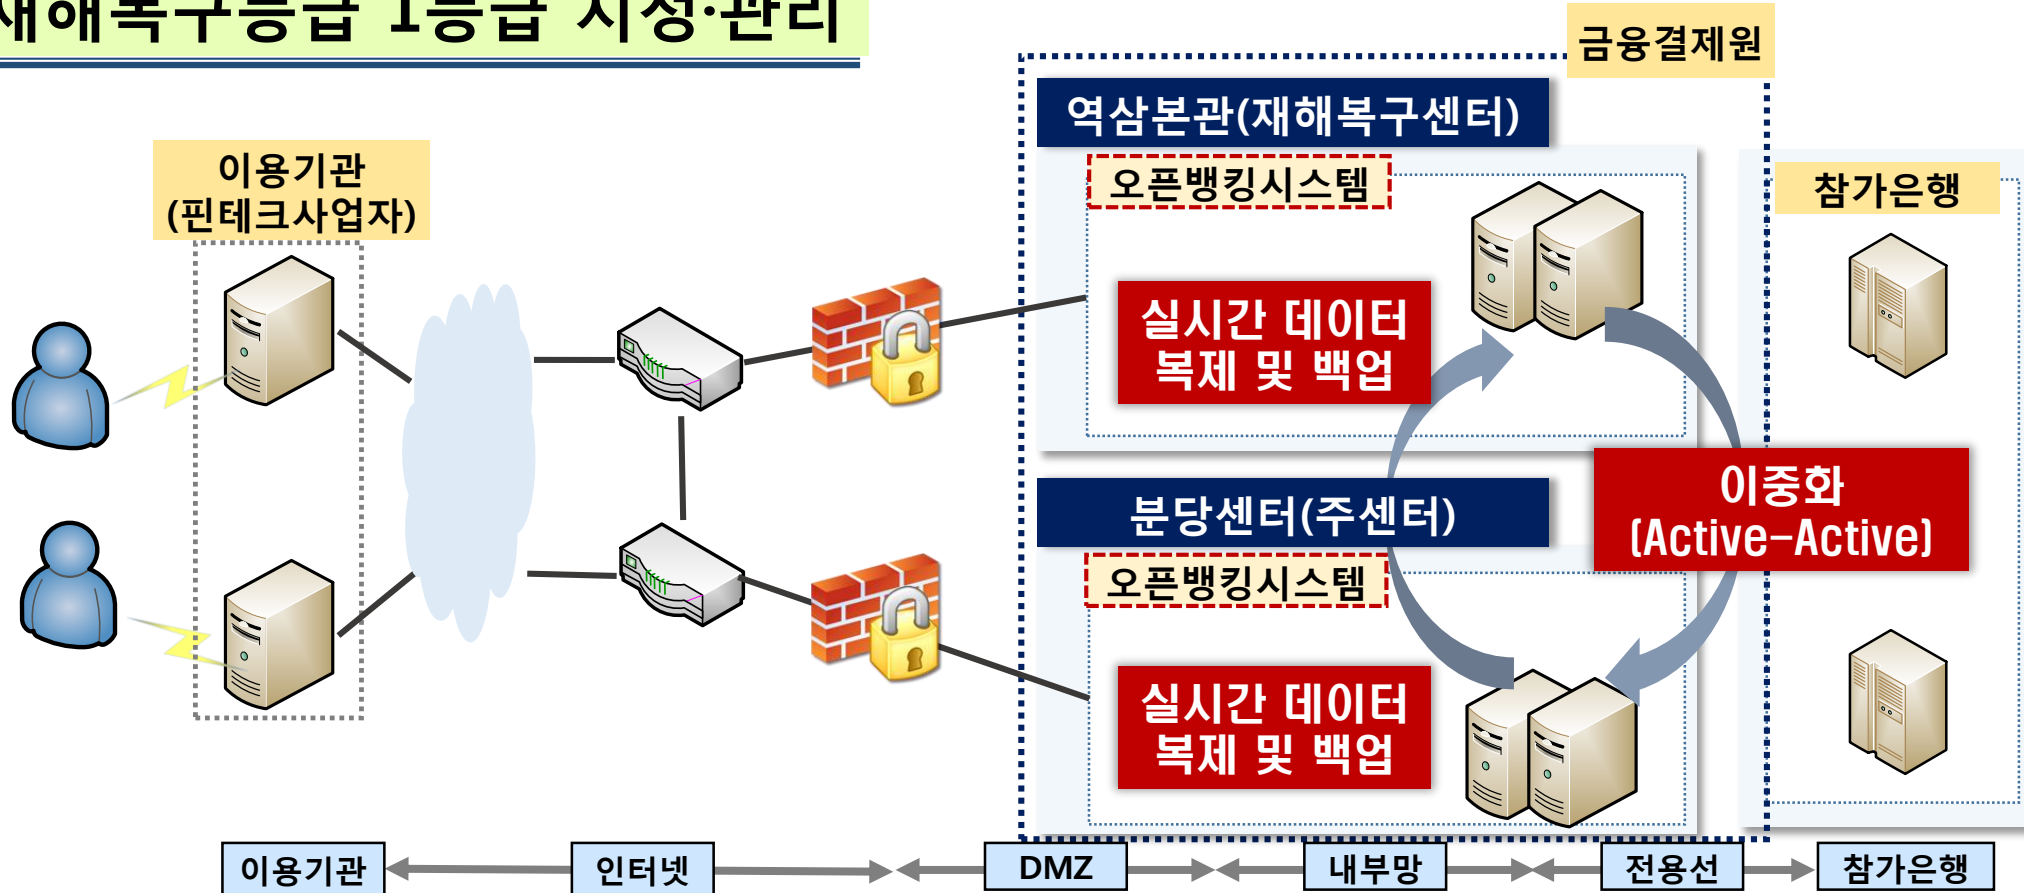 재해복구등급 1등급 지정·관리
금융결제원
역삼본관(재해복구센터)
이용기관
(핀테크사업자)
오픈뱅킹시스템
참가은행
실시간 데이터
복제 및 백업
이중화
(Active-Active)
분당센터(주센터)
오픈뱅킹시스템
실시간 데이터
복제 및 백업
이용기관
인터넷
DMZ
내부망
전용선
참가은행